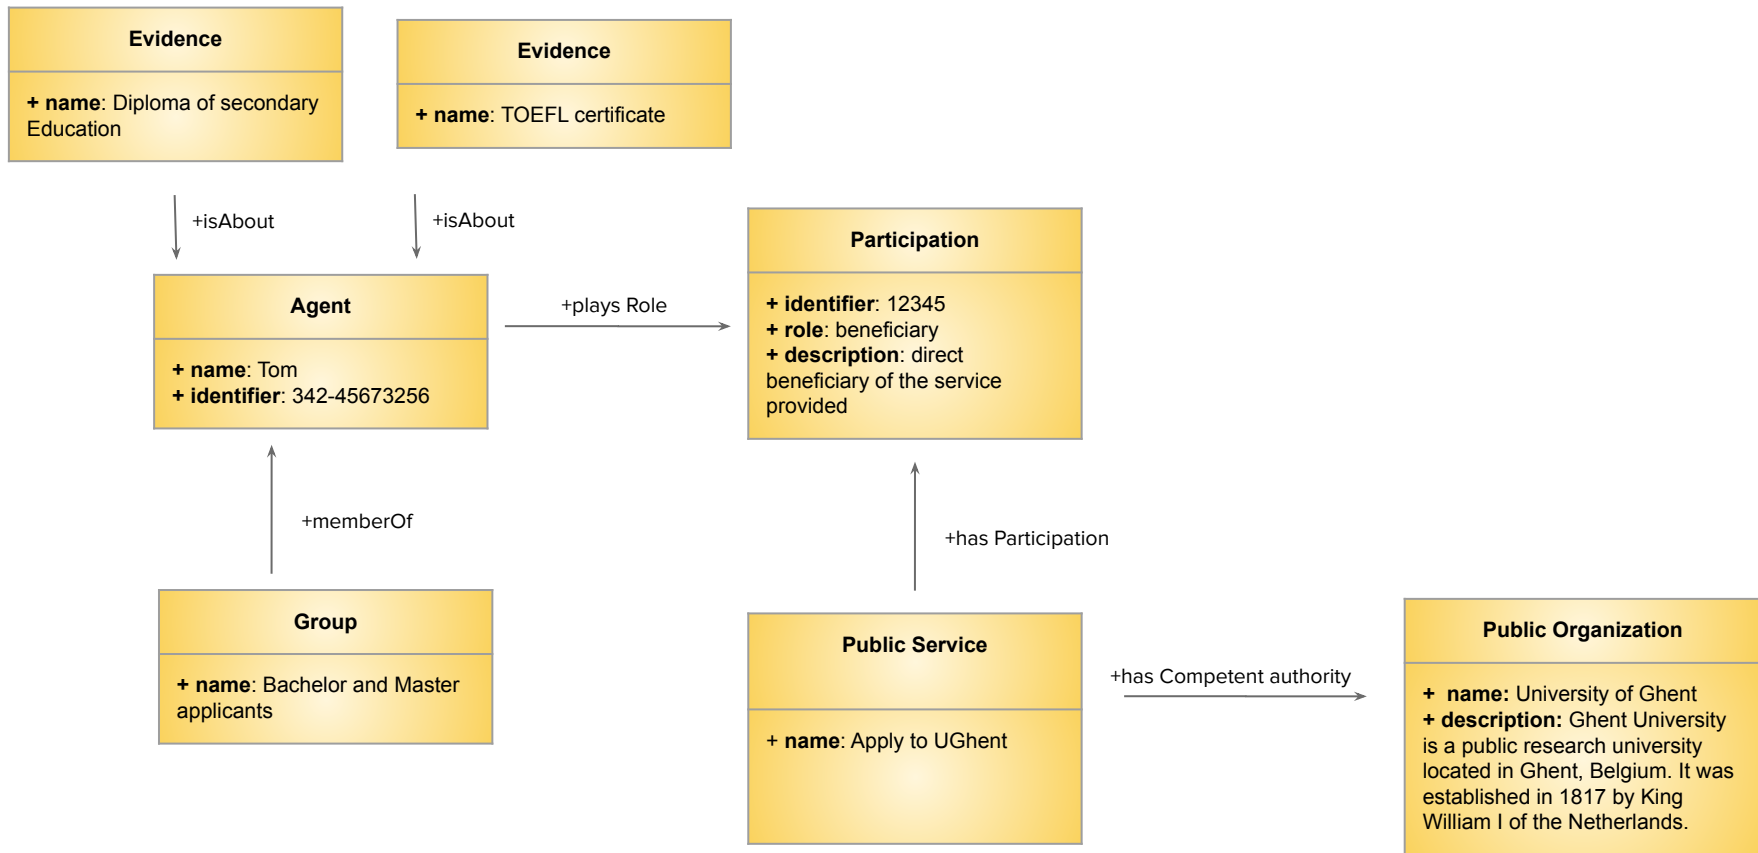 Evidence
+ name: Diploma of secondary
Education
Evidence
+ name: TOEFL certificate
+isAbout
+isAbout
Agent
+ name: Tom
+ identifier: 342-45673256
+plays Role
Participation
+ identifier: 12345
+ role: beneficiary
+ description: direct
beneficiary of the service
provided
+memberOf
+has Participation
Group
+ name: Bachelor and Master
applicants
Public Service
+ name: Apply to UGhent
+has Competent authority
Public Organization
+ name: University of Ghent
+ description: Ghent University
is a public research university
located in Ghent, Belgium. It was
established in 1817 by King
William I of the Netherlands.